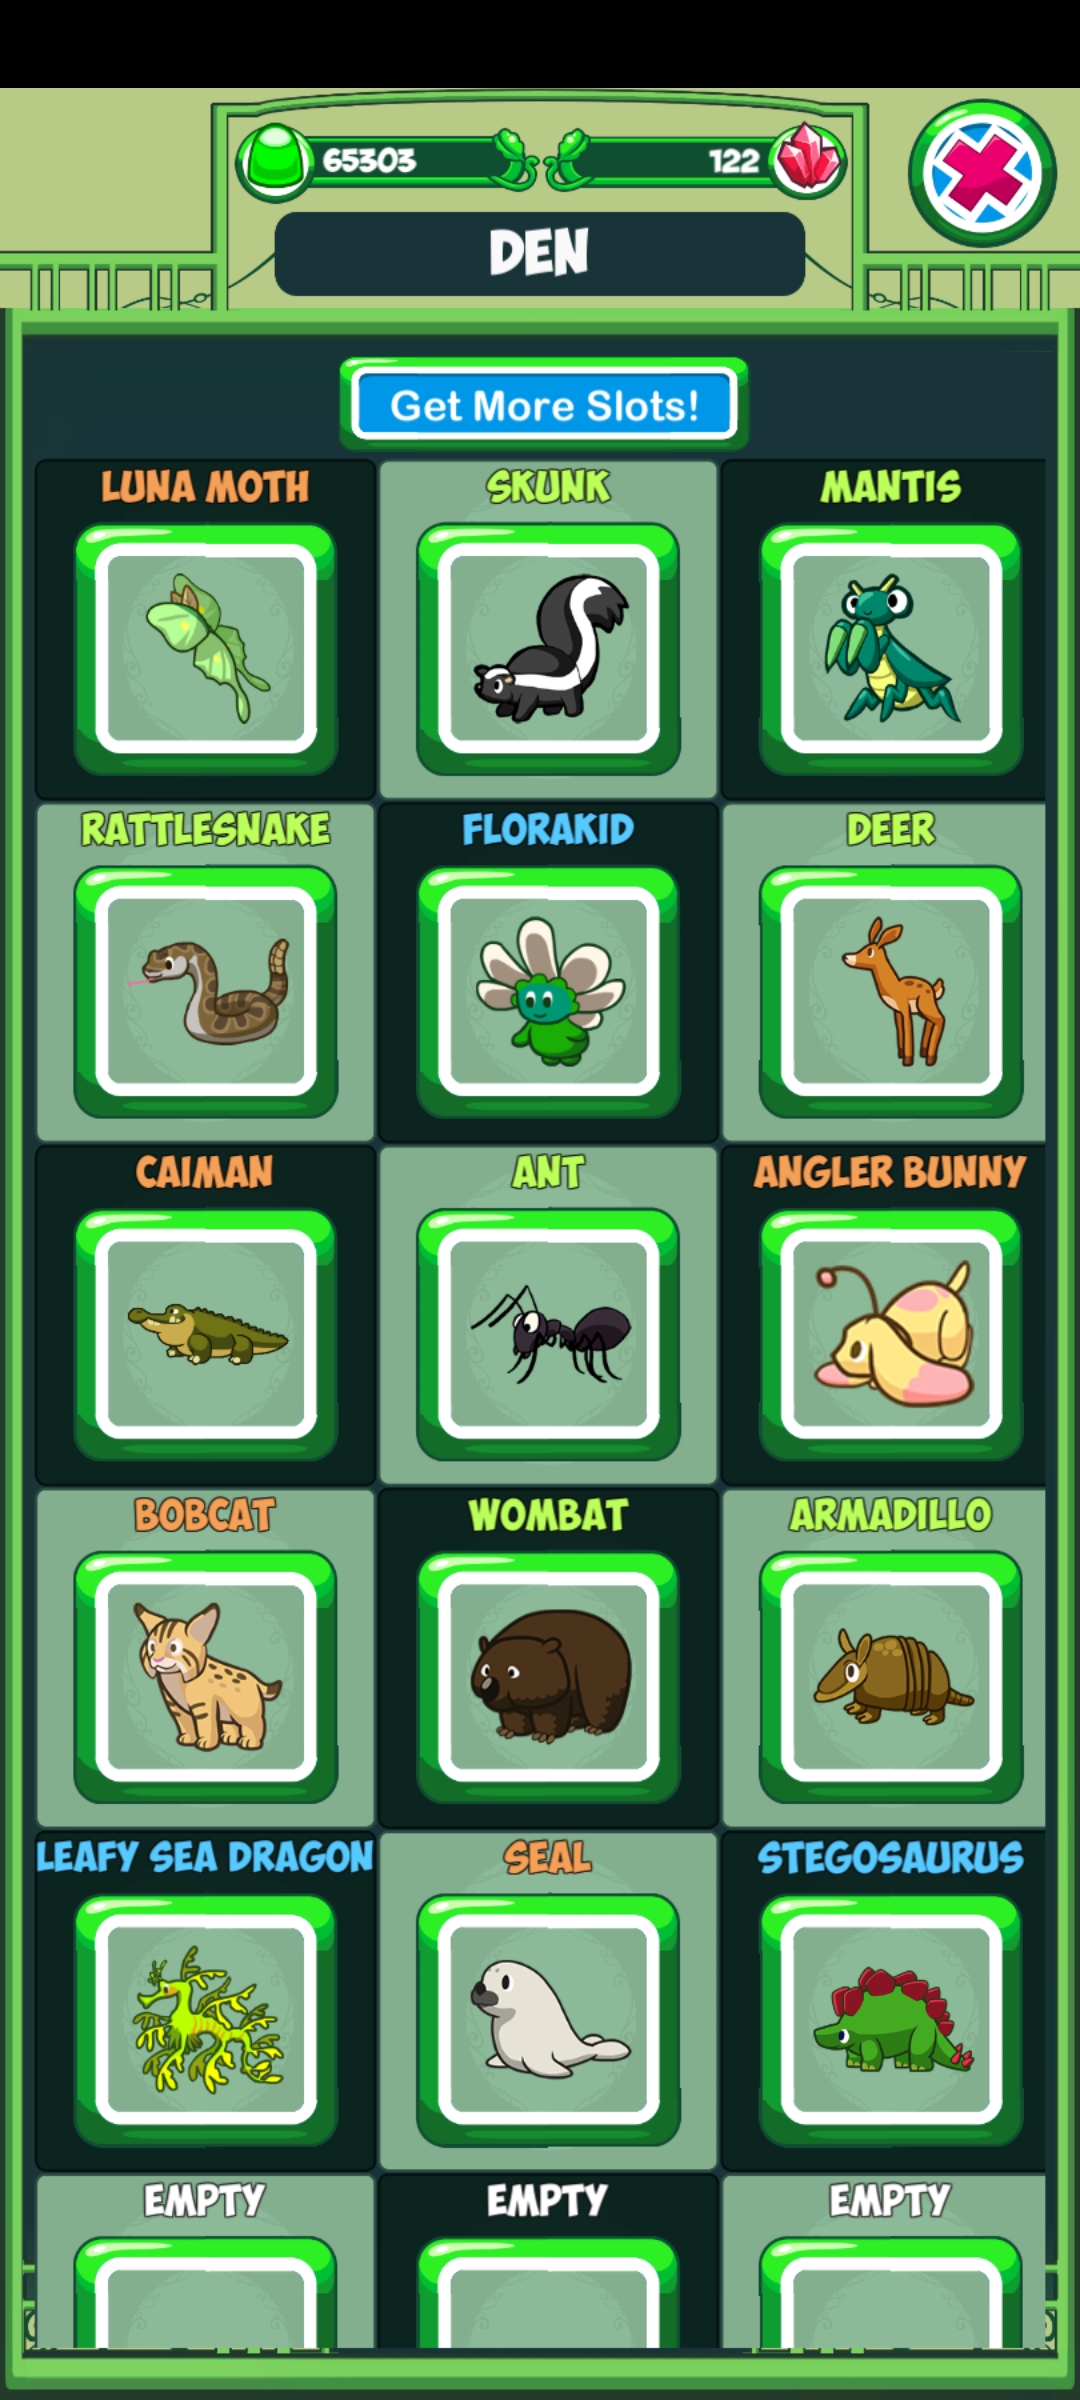 65303
122
DEN
Get More Slots!
LUNA MOTH
SKUNK
MANTIS
RATTLESNAKE
FLORAKID
DEER
CAIMAN
ANT
ANGLER BUNNY
BOBCAT
WOMBAT
ARMADILLO
LEAFY SEA DRAGON
SEAL
STEGOSAURUS
EMPTY
EMPTY
EMPTY